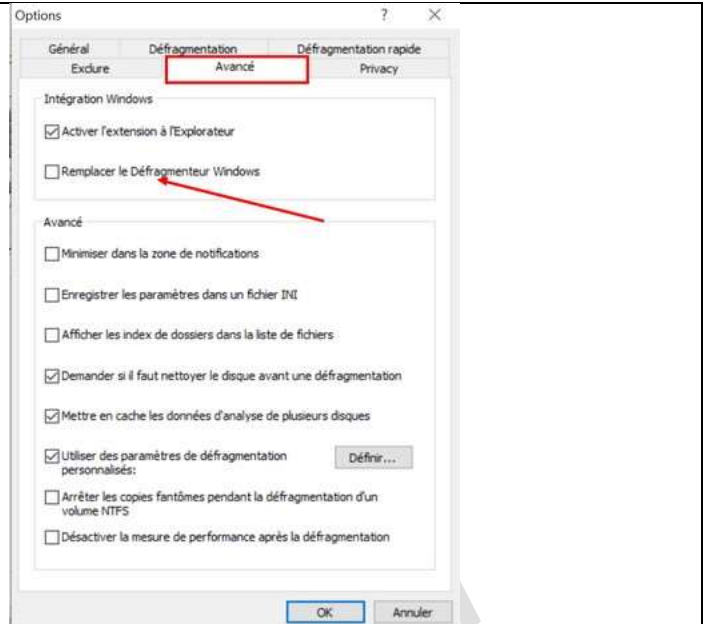 Options
?
Général
Défragmentation
Défragmentation rapide
Exclure
Avancé
Privacy
Intégration Windows
Activer l'extension à l'Explorateur
Remplacer le Défragmenteur Windows
Avancé
Minimiser dans la zone de notifications
Enregistrer les paramètres dans un fichier INI
Afficher les index de dossiers dans la liste de fichiers
Demander si il faut nettoyer le disque avant une défragmentation
Mettre en cache les données d'analyse de plusieurs disques
Utiliser des paramètres de défragmentation
personnalisés:
Définir...
Arrêter les copies fantômes pendant la défragmentation d'un
volume NTFS
Désactiver la mesure de performance après la défragmentation
OK
Annuler